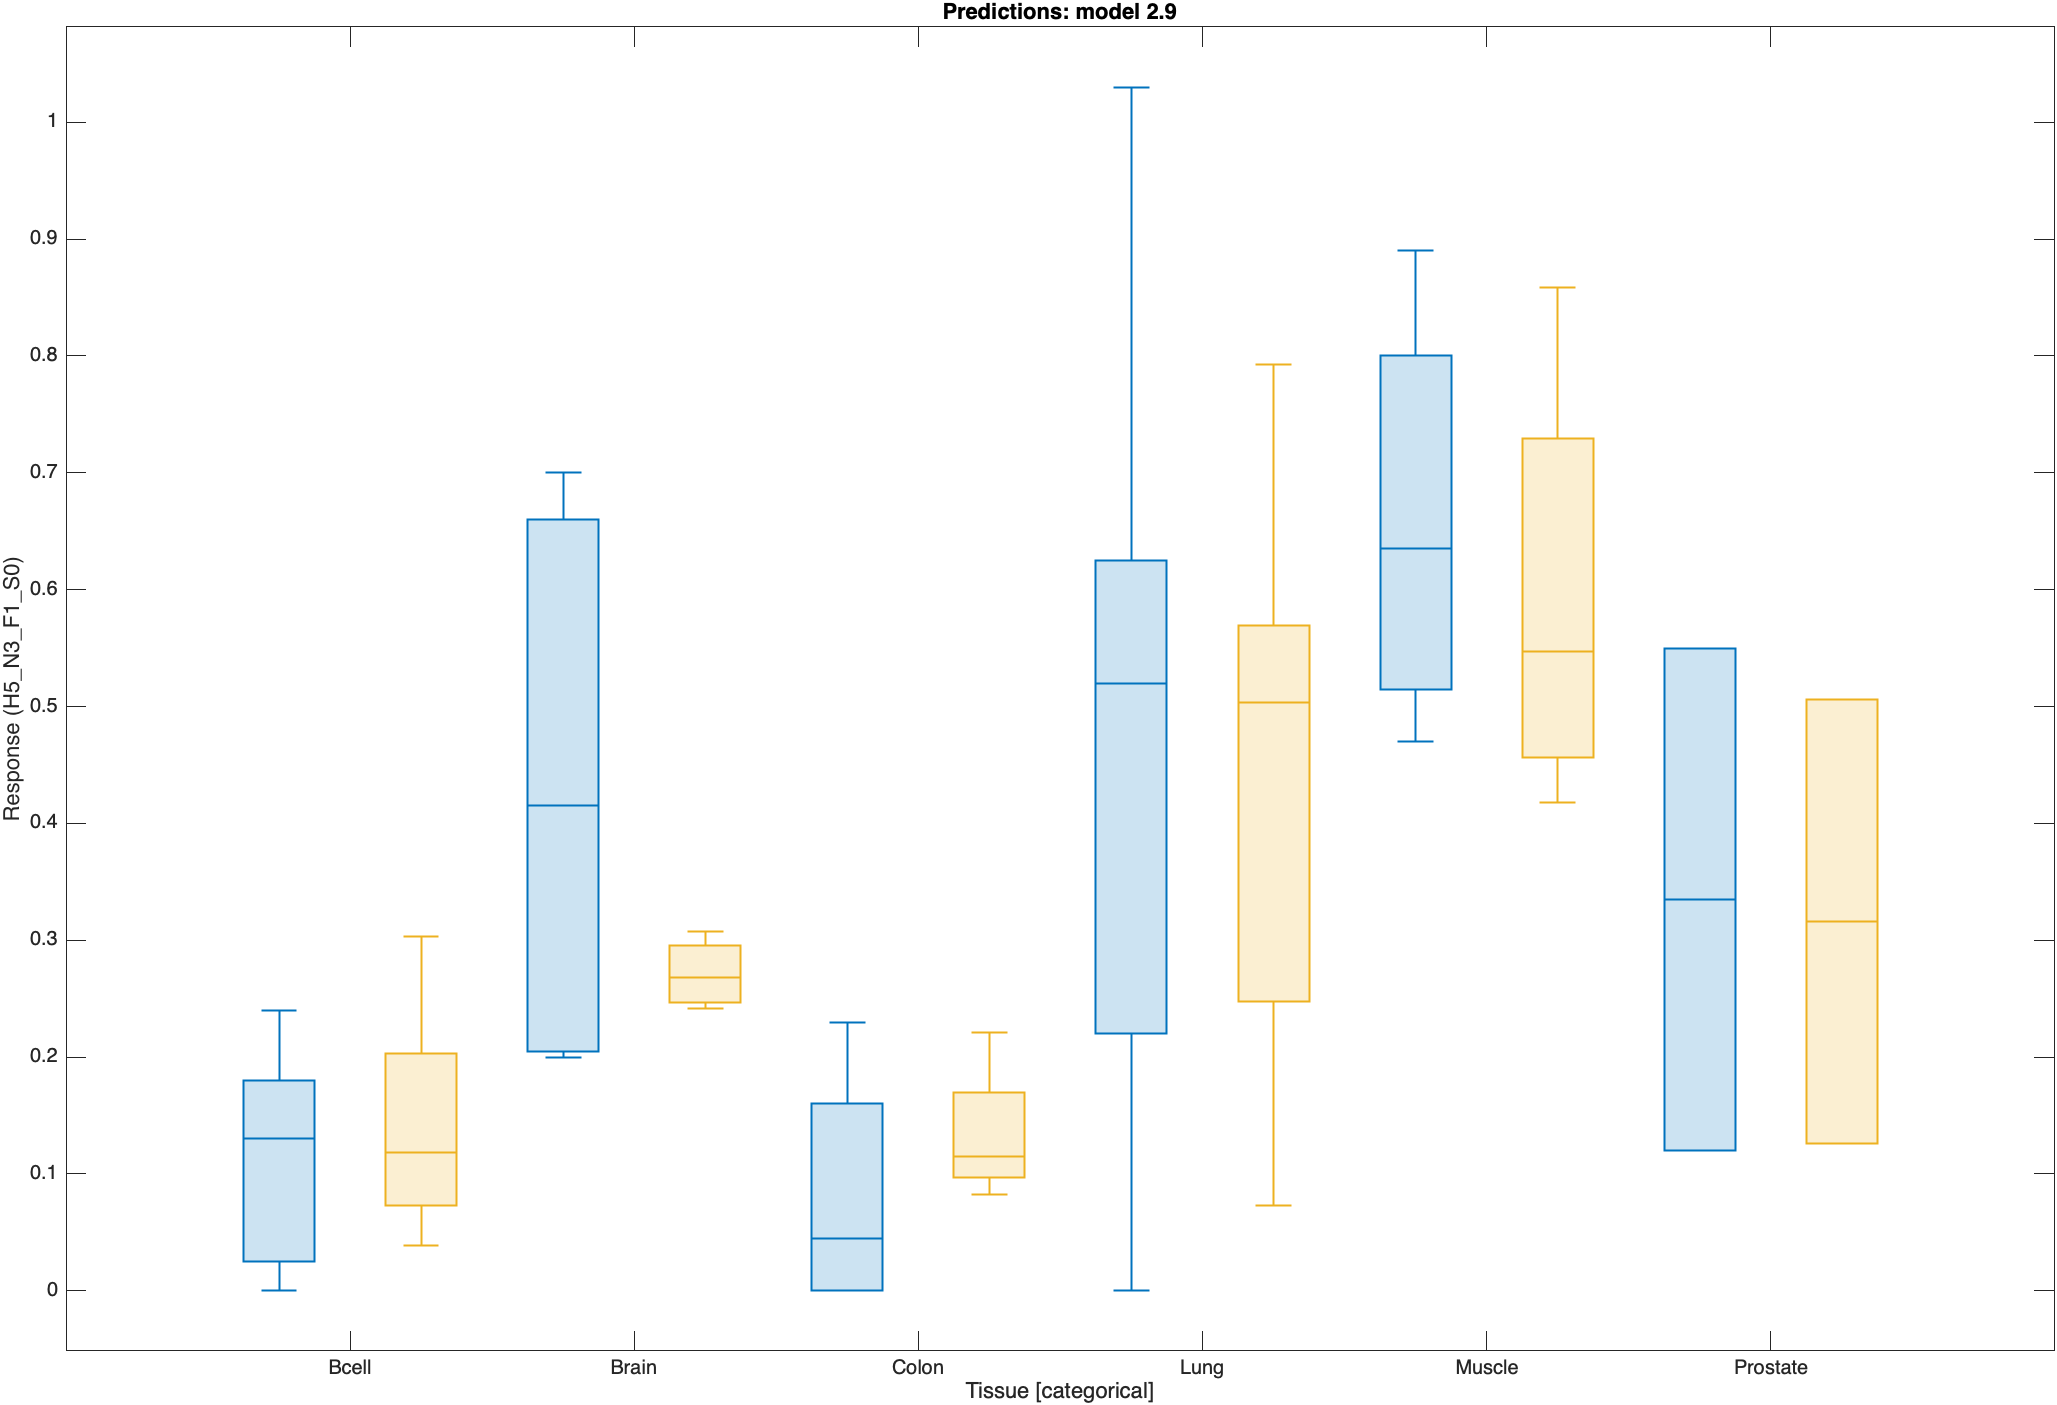 Predictions: model 2.9
Response (H5_N3_F1_S0)
1
0.9
0.8
0.7
0.6
0.5
0.4
0.3
0.2
0.1
0
Bcell Brain Colon Lung Muscle Prostate
Tissue [categorical]